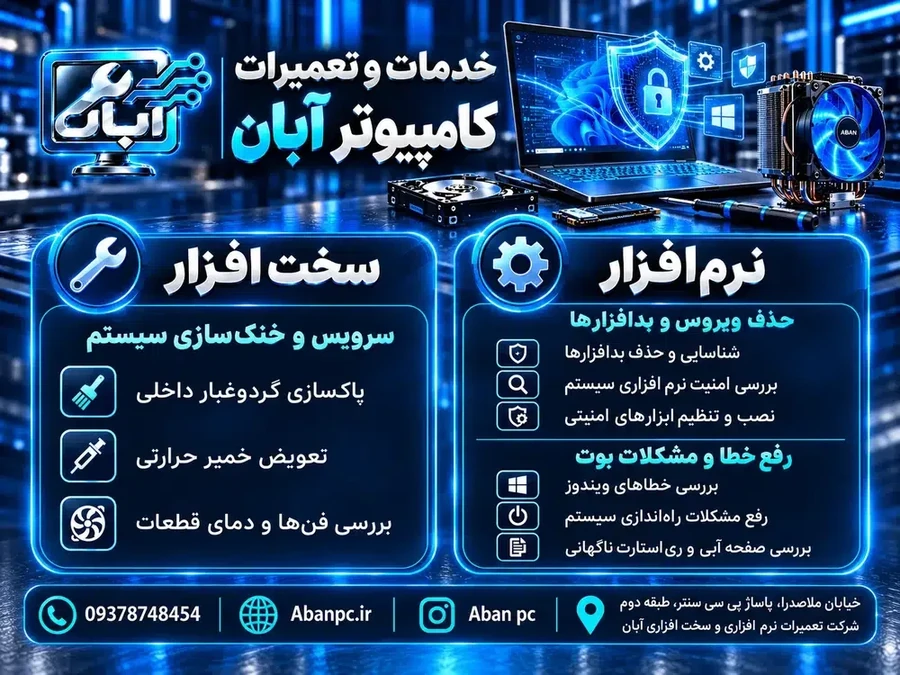 آبان
خدمات و تعمیرات
کامپیوتر آبان
ABAN
سخت افزار
سرویس و خنک‌سازی سیستم
پاکسازی گردوغبار داخلی
تعویض خمیر حرارتی
بررسی فن‌ها و دمای قطعات
نرم‌افزار
حذف ویروس و بدافزارها
شناسایی و حذف بدافزارها
بررسی امنیت نرم افزاری سیستم
نصب و تنظیم ابزارهای امنیتی
رفع خطا و مشکلات بوت
بررسی خطاهای ویندوز
رفع مشکلات راه‌اندازی سیستم
بررسی صفحه آبی و ری‌استارت ناگهانی
09378748454
Abanpc.ir
Aban pc
خیابان ملاصدرا، پاساژ پی سی سنتر، طبقه دوم
شرکت تعمیرات نرم افزاری و سخت افزاری آبان